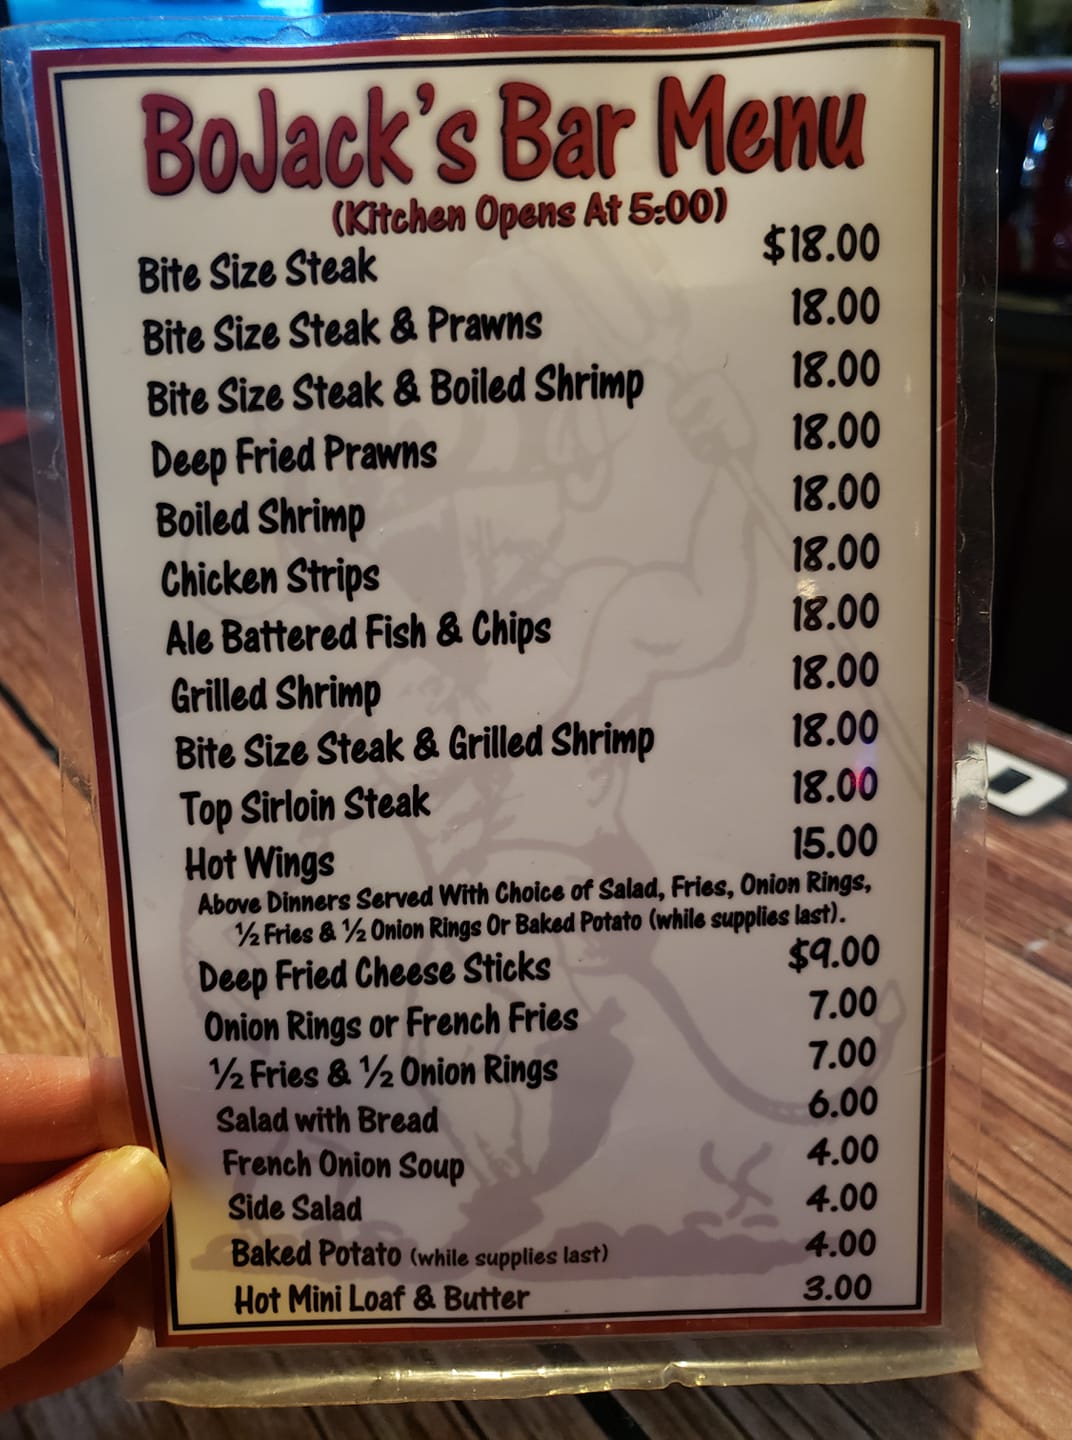 BoJack's Bar Menu
(Kitchen Opens At 5:00)
Bite Size Steak $18.00
Bite Size Steak & Prawns 18.00
Bite Size Steak & Boiled Shrimp 18.00
Deep Fried Prawns 18.00
Boiled Shrimp 18.00
Chicken Strips 18.00
Ale Battered Fish & Chips 18.00
Grilled Shrimp 18.00
Bite Size Steak & Grilled Shrimp 18.00
Top Sirloin Steak 18.00
Hot Wings 15.00
Above Dinners Served With Choice of Salad, Fries, Onion Rings,
½ Fries & ½ Onion Rings Or Baked Potato (while supplies last).
Deep Fried Cheese Sticks $9.00
Onion Rings or French Fries 7.00
½ Fries & ½ Onion Rings 7.00
Salad with Bread 6.00
French Onion Soup 4.00
Side Salad 4.00
Baked Potato (while supplies last) 4.00
Hot Mini Loaf & Butter 3.00